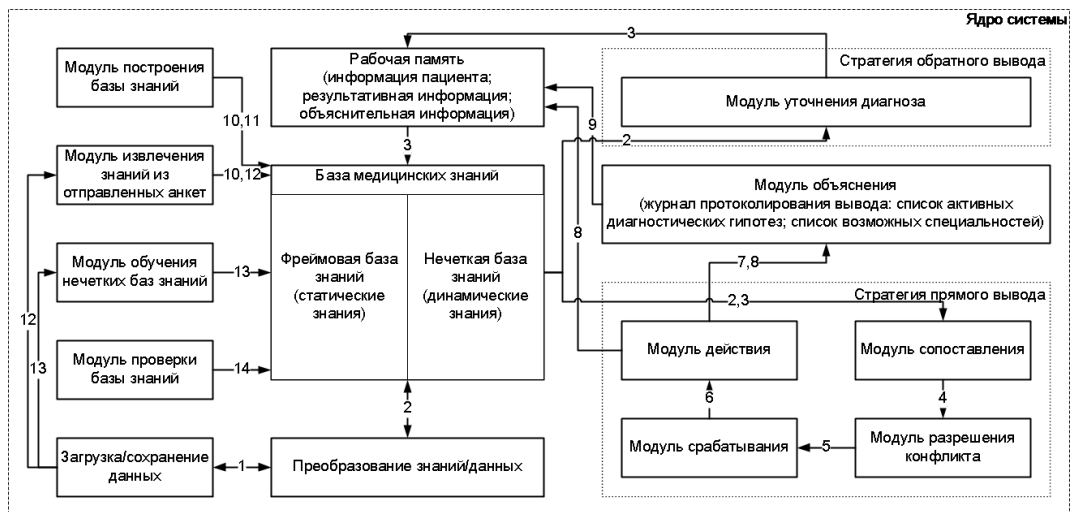 Ядро системы
Модуль построения
базы знаний
Рабочая память
(информация пациента;
результативная информация;
объяснительная информация)
3
Стратегия обратного вывода
Модуль уточнения диагноза
10,11
3
9
2
Модуль извлечения
знаний из
отправленных анкет
10,12
База медицинских знаний
Модуль объяснения
(журнал протоколирования вывода: список активных
диагностических гипотез; список возможных специальностей)
8
Модуль обучения
нечетких баз знаний
13
Фреймовая база
знаний
(статические
знания)
Нечеткая база
знаний
(динамические
знания)
7,8
2,3
Стратегия прямого вывода
12
13
Модуль проверки
базы знаний
14
Модуль действия
Модуль сопоставления
2
6
4
Загрузка/сохранение
данных
1
Преобразование знаний/данных
Модуль срабатывания
5
Модуль разрешения
конфликта